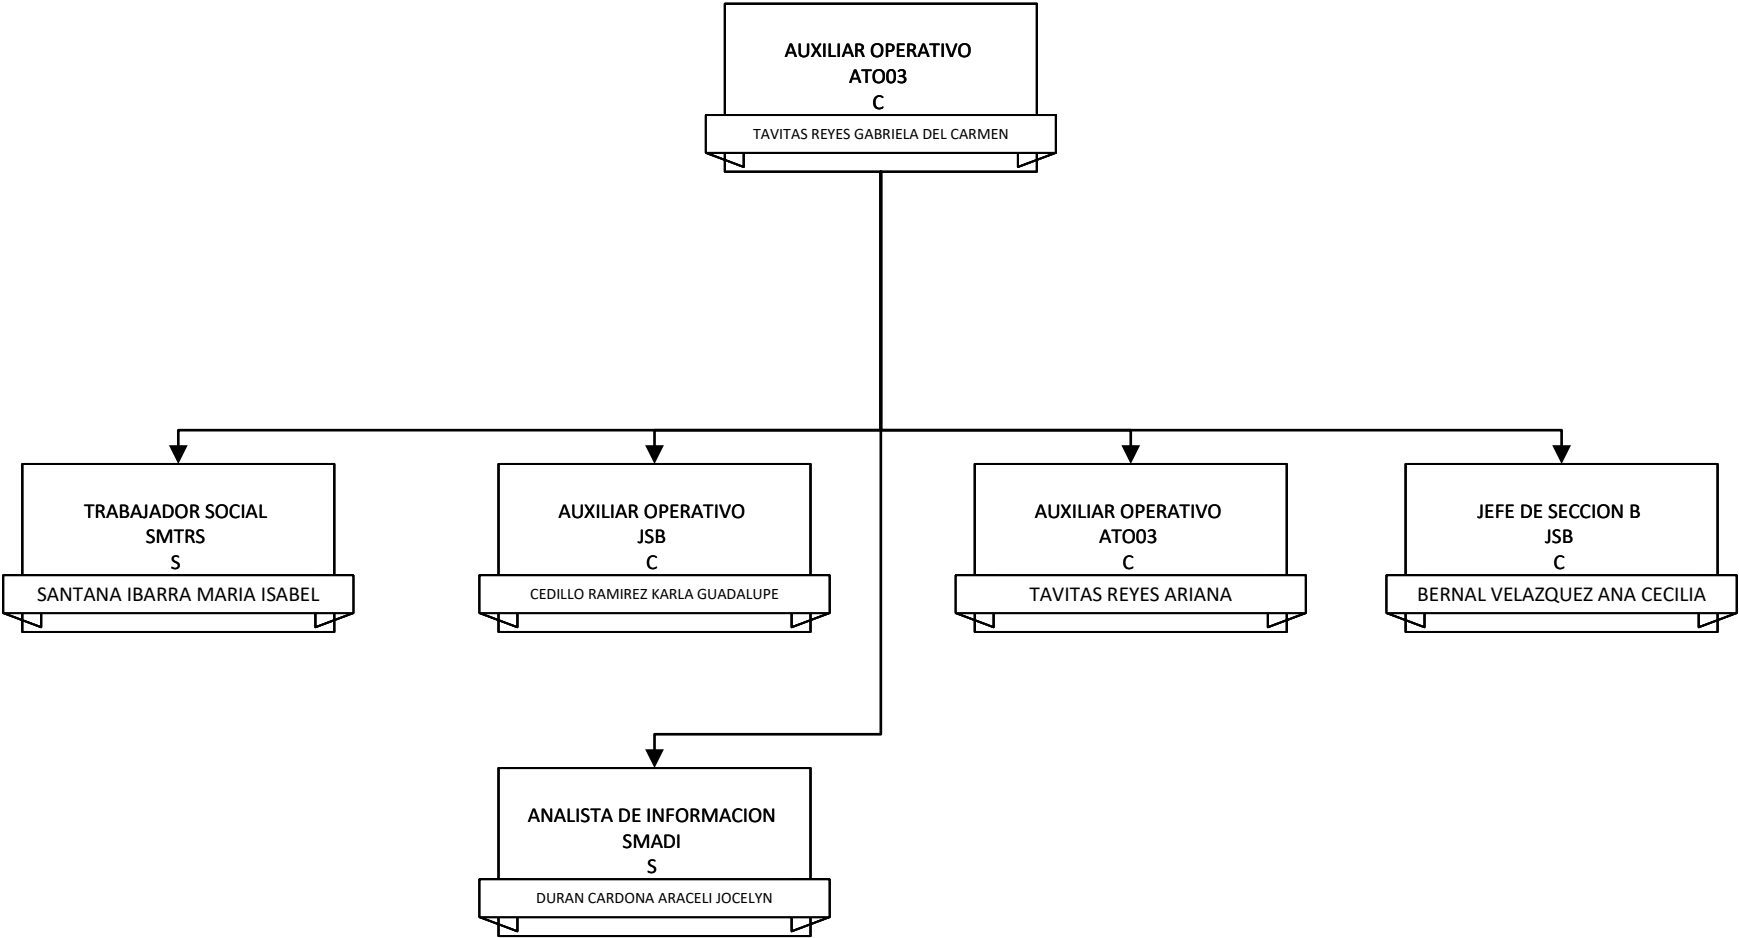 AUXILIAR OPERATIVO
ATO03
C
TAVITAS REYES GABRIELA DEL CARMEN
TRABAJADOR SOCIAL
SMTRS
S
SANTANA IBARRA MARIA ISABEL
AUXILIAR OPERATIVO
JSB
C
CEDILLO RAMIREZ KARLA GUADALUPE
AUXILIAR OPERATIVO
ATO03
C
TAVITAS REYES ARIANA
JEFE DE SECCION B
JSB
C
BERNAL VELAZQUEZ ANA CECILIA
ANALISTA DE INFORMACION
SMADI
S
DURAN CARDONA ARACELI JOCELYN